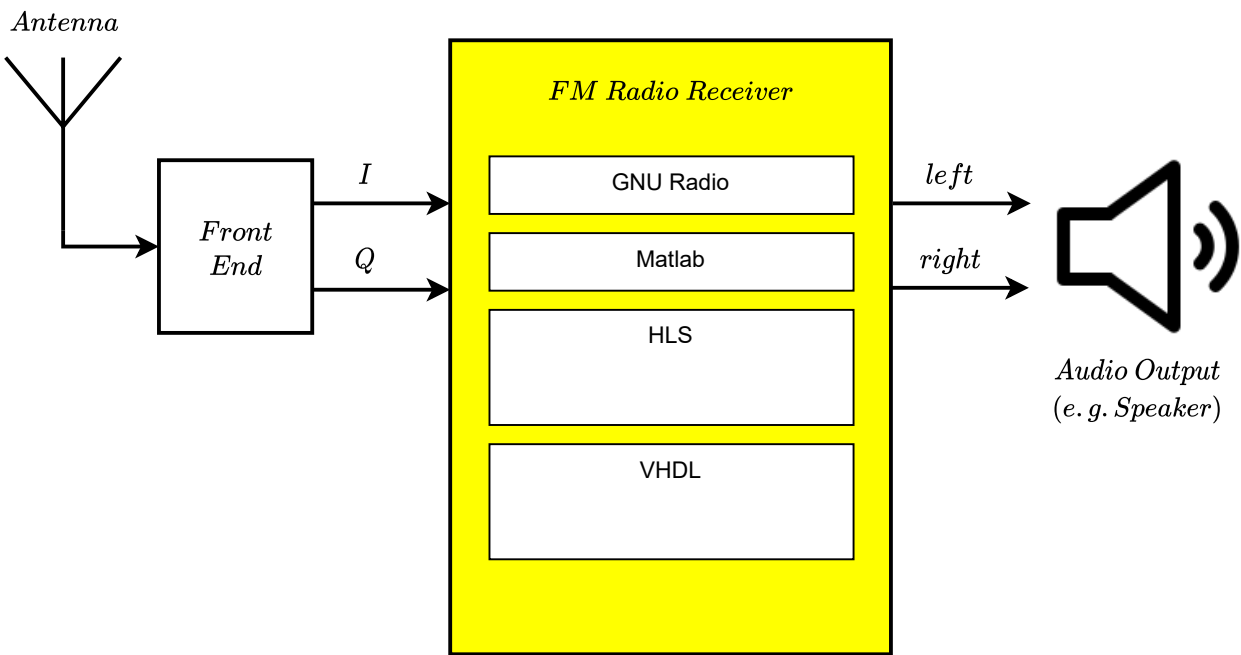 Antenna
Front
End
I
Q
FM Radio Receiver
GNU Radio
Matlab
HLS
VHDL
left
right
Audio Output
(e. g. Speaker)